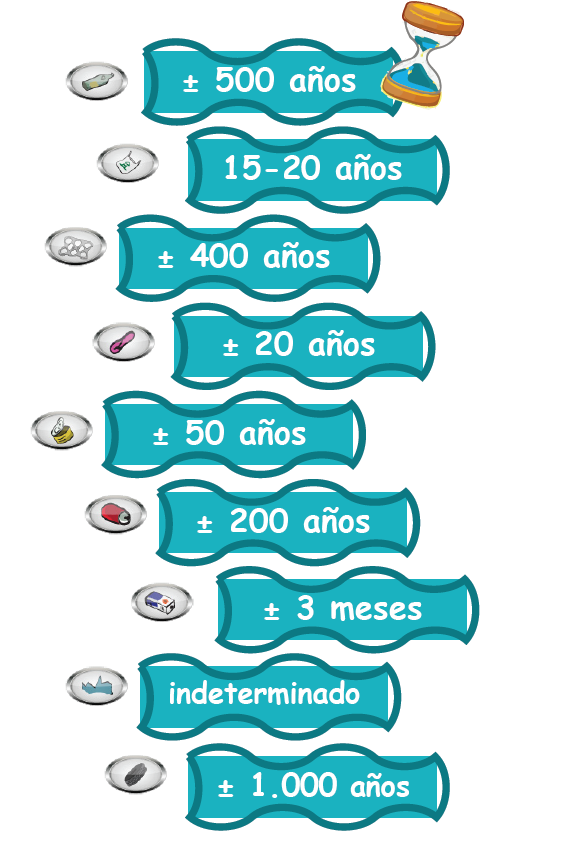 ± 500 años
15-20 años
± 400 años
± 20 años
± 50 años
± 200 años
± 3 meses
indeterminado
± 1.000 años